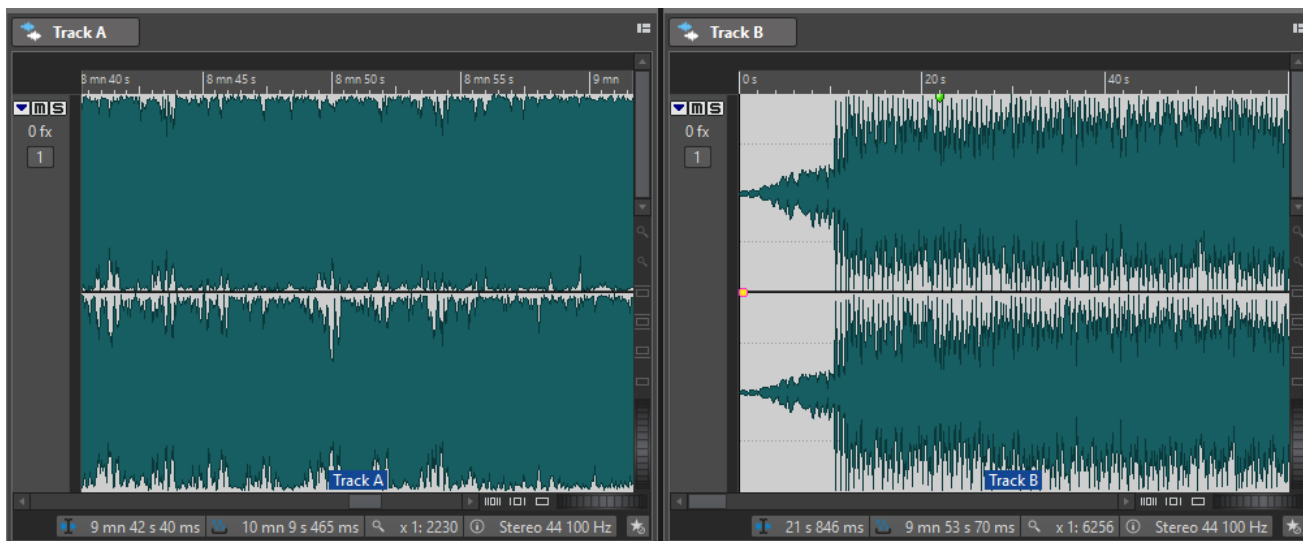 Track A
8 mn 40 s 8 mn 45 s 8 mn 50 s 8 mn 55 s 9 mn
m s
0 fx
1
Track A
9 mn 42 s 40 ms 10 mn 9 s 465 ms x 1: 2230 Stereo 44 100 Hz
Track B
0 s 20 s 40 s
m s
0 fx
1
Track B
21 s 846 ms 9 mn 53 s 70 ms x 1: 6256 Stereo 44 100 Hz